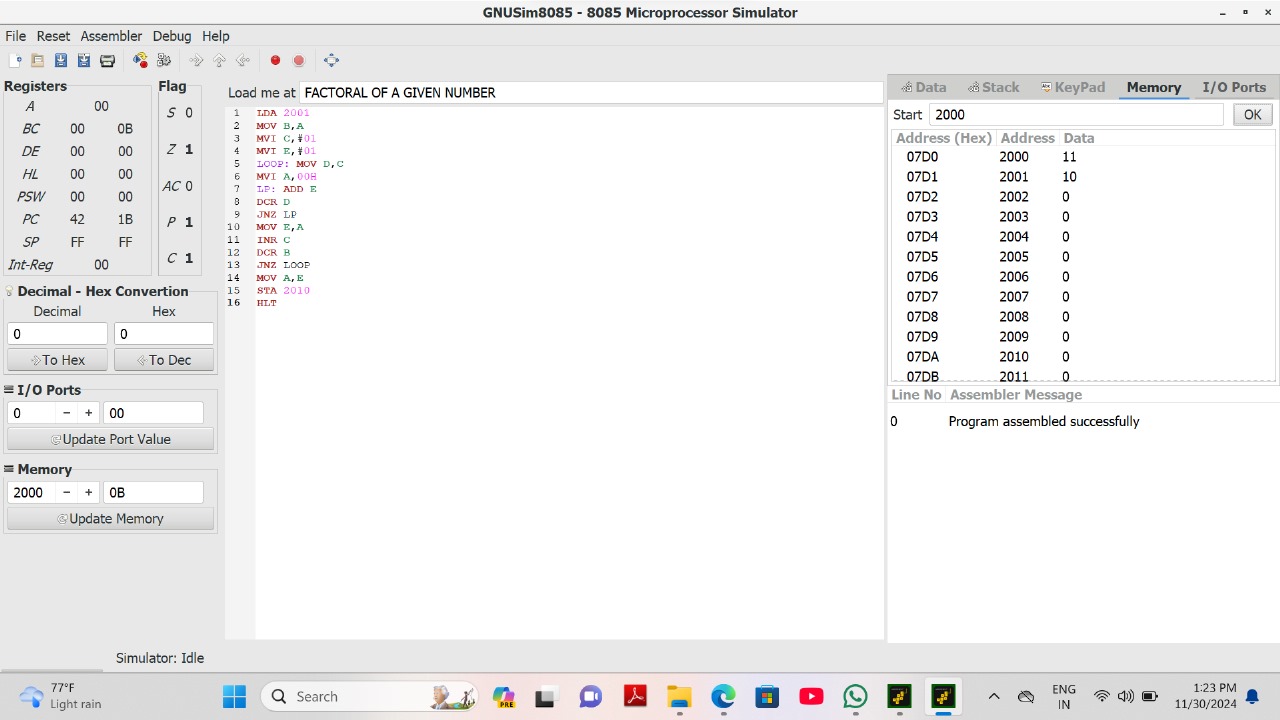 GNUSim8085 - 8085 Microprocessor Simulator
File Reset Assembler Debug Help
Registers
A 00
BC 00 0B
DE 00 00
HL 00 00
PSW 00 00
PC 42 1B
SP FF FF
Int-Reg 00
Flag
S 0
Z 1
AC 0
P 1
C 1
Decimal - Hex Convertion
Decimal Hex
0 0
To Hex To Dec
I/O Ports
0 − + 00
Update Port Value
Memory
2000 − + 0B
Update Memory
Load me at FACTORAL OF A GIVEN NUMBER
1 LDA 2001
2 MOV B,A
3 MVI C,#01
4 MVI E,#01
5 LOOP: MOV D,C
6 MVI A,00H
7 LP: ADD E
8 DCR D
9 JNZ LP
10 MOV E,A
11 INR C
12 DCR B
13 JNZ LOOP
14 MOV A,E
15 STA 2010
16 HLT
Data Stack KeyPad Memory I/O Ports
Start 2000 OK
Address (Hex) Address Data
07D0 2000 11
07D1 2001 10
07D2 2002 0
07D3 2003 0
07D4 2004 0
07D5 2005 0
07D6 2006 0
07D7 2007 0
07D8 2008 0
07D9 2009 0
07DA 2010 0
07DB 2011 0
Line No Assembler Message
0 Program assembled successfully
Simulator: Idle
77°F
Light rain
Search
PRE
ENG
IN
1:23 PM
11/30/2024